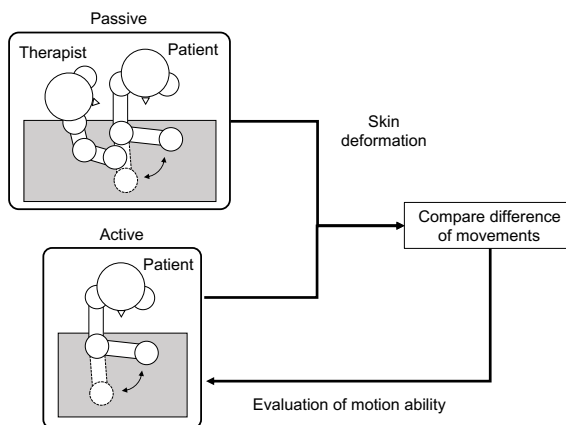 Passive
Therapist
Patient
Skin
deformation
Compare difference
of movements
Active
Patient
Evaluation of motion ability